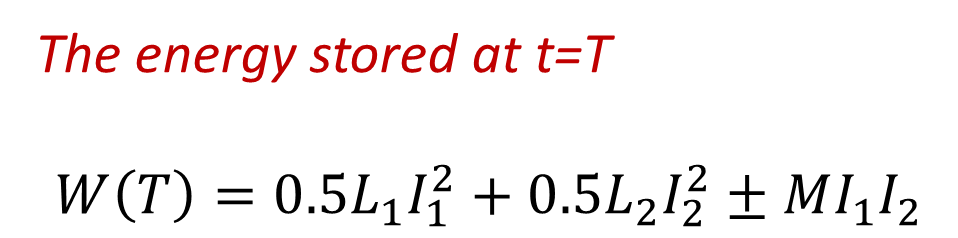 The energy stored at t=T
W(T) = 0.5L₁I₁² + 0.5L₂I₂² ± MI₁I₂